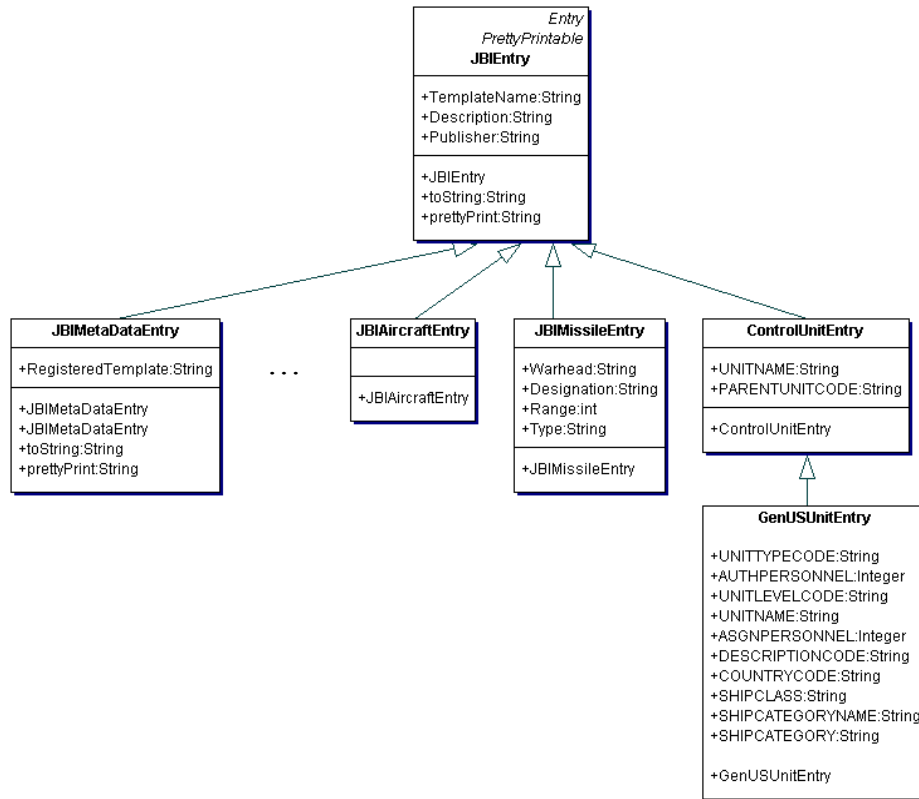 Entry
PrettyPrintable
JBIEntry
+TemplateName:String
+Description:String
+Publisher:String
+JBIEntry
+toString:String
+prettyPrint:String
JBIMetaDataEntry
+RegisteredTemplate:String
+JBIMetaDataEntry
+JBIMetaDataEntry
+toString:String
+prettyPrint:String
...
JBIAircraftEntry
+JBIAircraftEntry
JBIMissileEntry
+Warhead:String
+Designation:String
+Range:int
+Type:String
+JBIMissileEntry
ControlUnitEntry
+UNITNAME:String
+PARENTUNITCODE:String
+ControlUnitEntry
GenUSUnitEntry
+UNITTYPECODE:String
+AUTHPERSONNEL:Integer
+UNITLEVELCODE:String
+UNITNAME:String
+ASGNPERSONNEL:Integer
+DESCRIPTIONCODE:String
+COUNTRYCODE:String
+SHIPCLASS:String
+SHIPCATEGORYNAME:String
+SHIPCATEGORY:String
+GenUSUnitEntry